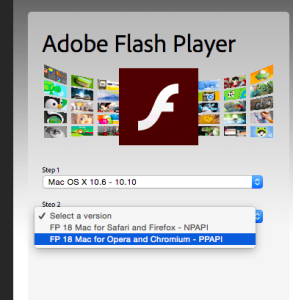 Adobe Flash Player
Step 1
Mac OS X 10.6 - 10.10
Step 2
Select a version
FP 18 Mac for Safari and Firefox - NPAPI
FP 18 Mac for Opera and Chromium - PPAPI